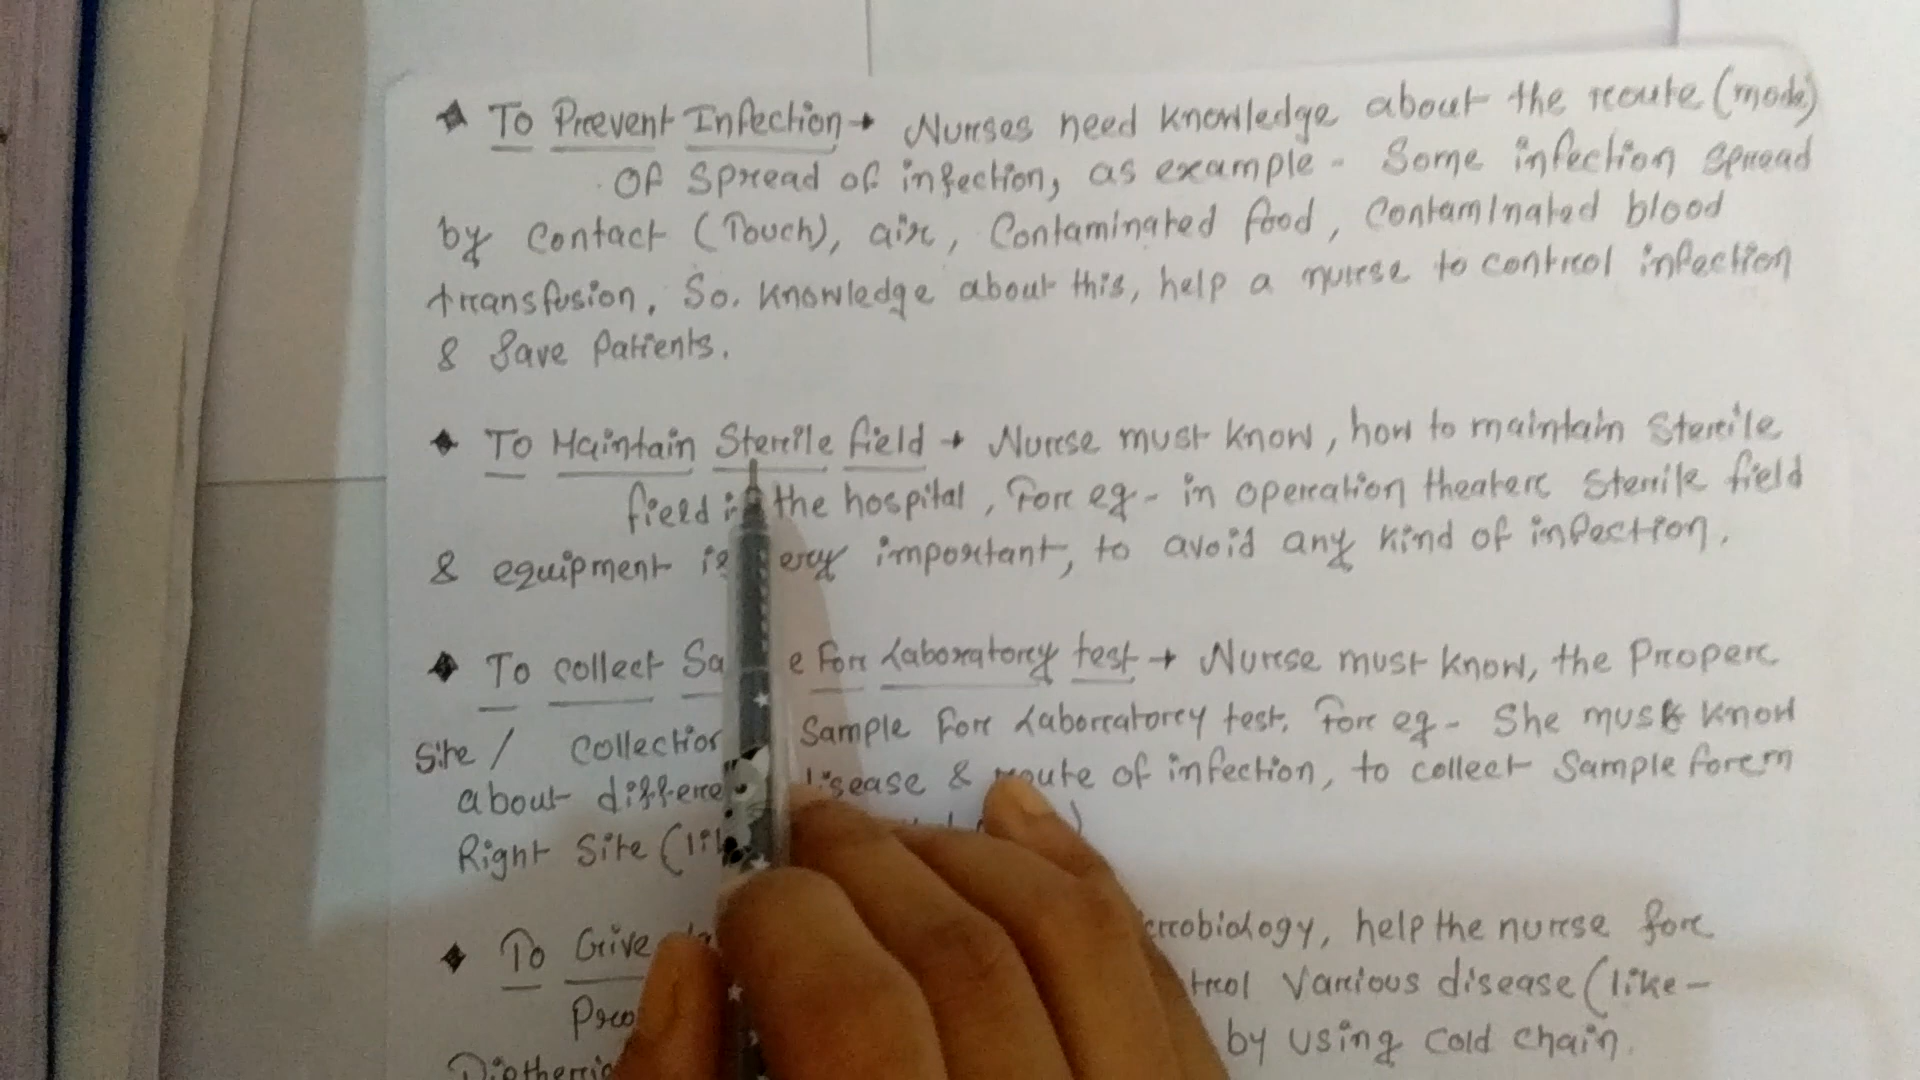 To Prevent Infection → Nurses need knowledge about the route (mode)
Of spread of infection, as example - Some infection spread
by contact (Touch), air, Contaminated food, Contaminated blood
transfusion. So. knowledge about this, help a nurse to control infection
& Save Patients.
To Maintain Sterile field → Nurse must know, how to maintain Sterile
field the hospital, For eg - in operation theater Sterile field
& equipment important, to avoid any kind of infection.
To collect for Laboratory test → Nurse must know, the Proper
Site / Sample For Laboratory test. For eg - She must know
about disease & route of infection, to collect Sample form
Right Site
To Give help the nurse for
Various disease (like -
by using cold chain.